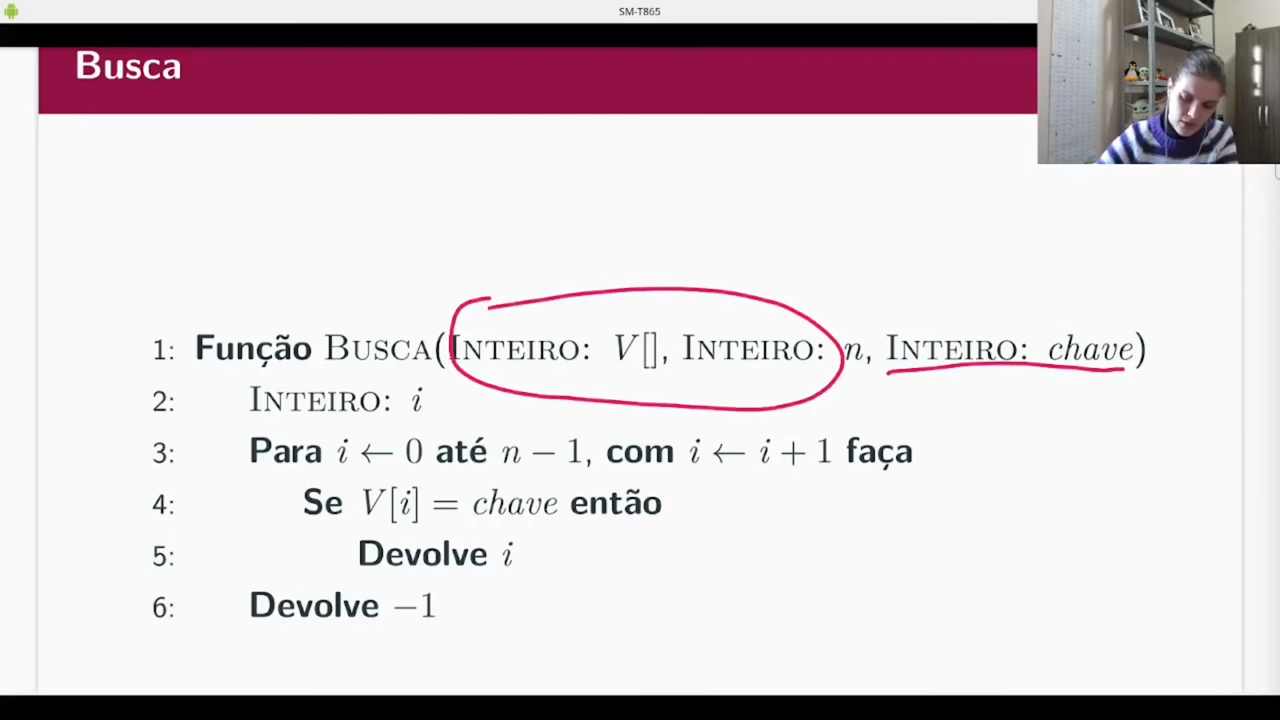 SM-T865
Busca
1: Função BUSCA(INTEIRO: V[], INTEIRO: n, INTEIRO: chave)
2: INTEIRO: i
3: Para i ← 0 até n − 1, com i ← i + 1 faça
4: Se V[i] = chave então
5: Devolve i
6: Devolve −1